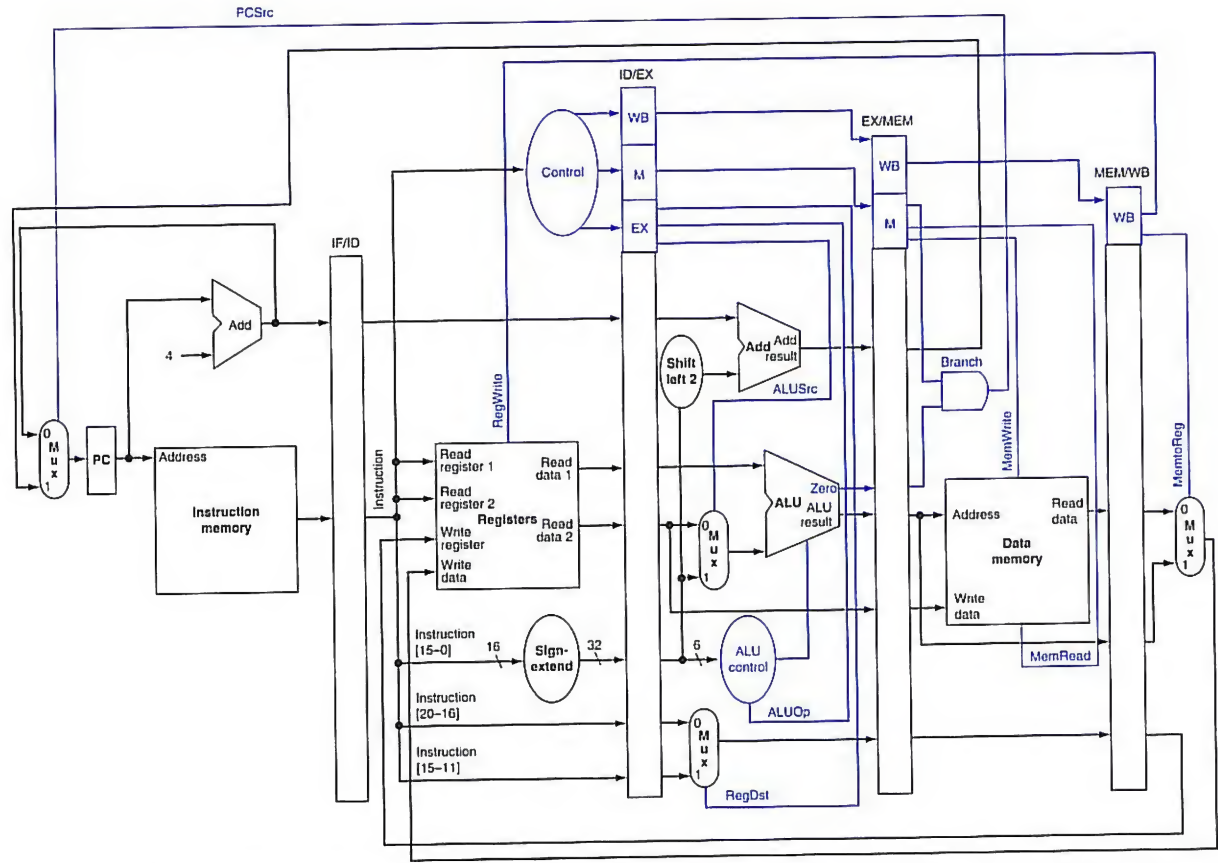 PCSrc
ID/EX
WB
Control
M
EX
EX/MEM
WB
M
MEM/WB
WB
IF/ID
Add
4
RegWrite
Shift
left 2
Add
Add
result
ALUSrc
Branch
MemWrite
MemtoReg
0
M
u
x
1
PC
Address
Instruction
memory
Instruction
Read
register 1
Read
register 2
Write
register
Write
data
Registers
Read
data 1
Read
data 2
0
M
u
x
1
ALU
Zero
ALU
result
Address
Read
data
Data
memory
Write
data
MemRead
0
M
u
x
1
Instruction
[15–0]
16
Sign-
extend
32
6
ALU
control
ALUOp
Instruction
[20–16]
Instruction
[15–11]
0
M
u
x
1
RegDst